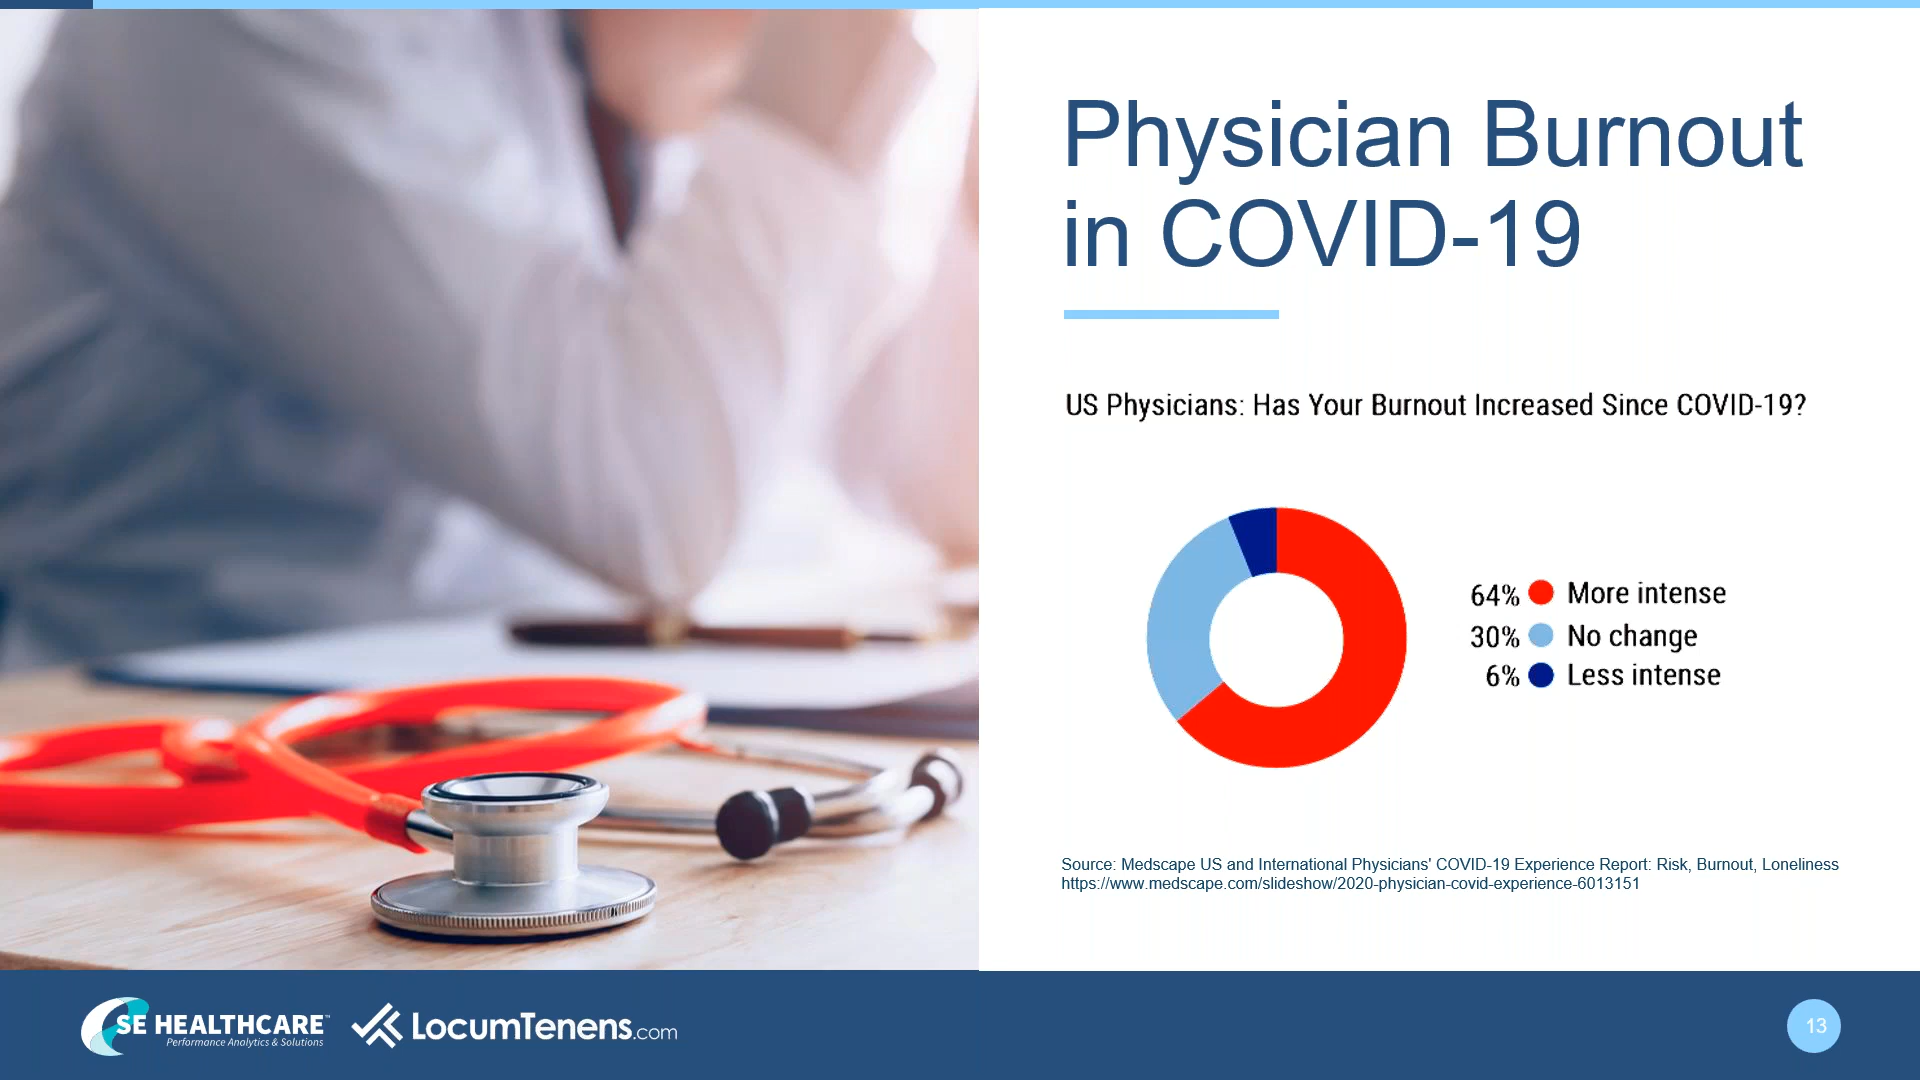 Physician Burnout
in COVID-19
US Physicians: Has Your Burnout Increased Since COVID-19?
64% More intense
30% No change
6% Less intense
Source: Medscape US and International Physicians' COVID-19 Experience Report: Risk, Burnout, Loneliness
https://www.medscape.com/slideshow/2020-physician-covid-experience-6013151
SE HEALTHCARE™
Performance Analytics & Solutions
LocumTenens.com
13